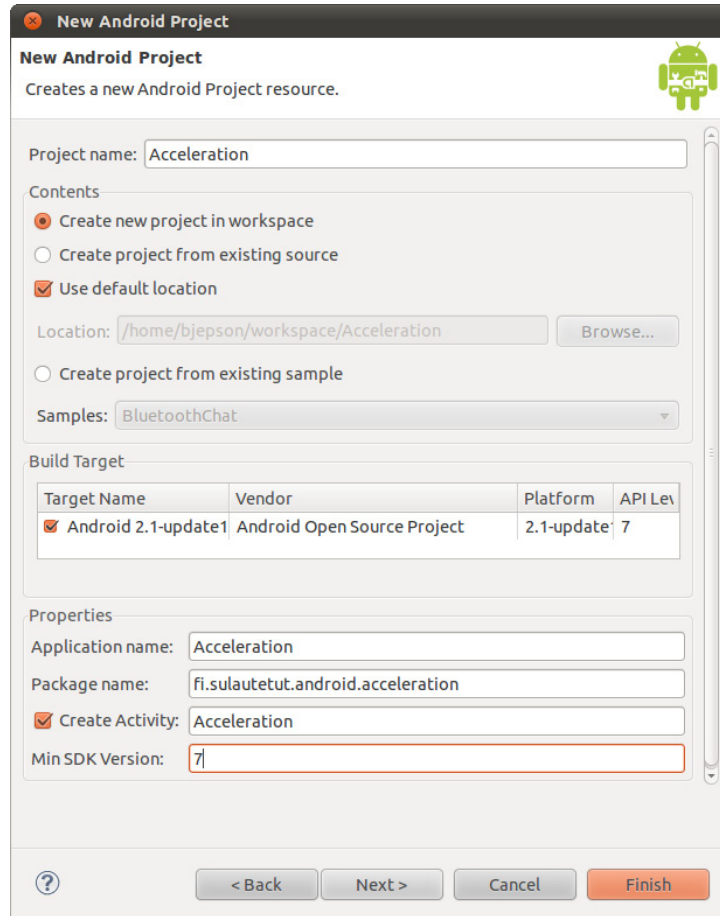 New Android Project
New Android Project
Creates a new Android Project resource.
Project name: Acceleration
Contents
Create new project in workspace
Create project from existing source
Use default location
Location: /home/bjepson/workspace/Acceleration Browse...
Create project from existing sample
Samples: BluetoothChat
Build Target
Target Name Vendor Platform API Lev
Android 2.1-update1 Android Open Source Project 2.1-update1 7
Properties
Application name: Acceleration
Package name: fi.sulautetut.android.acceleration
Create Activity: Acceleration
Min SDK Version: 7
? < Back Next > Cancel Finish